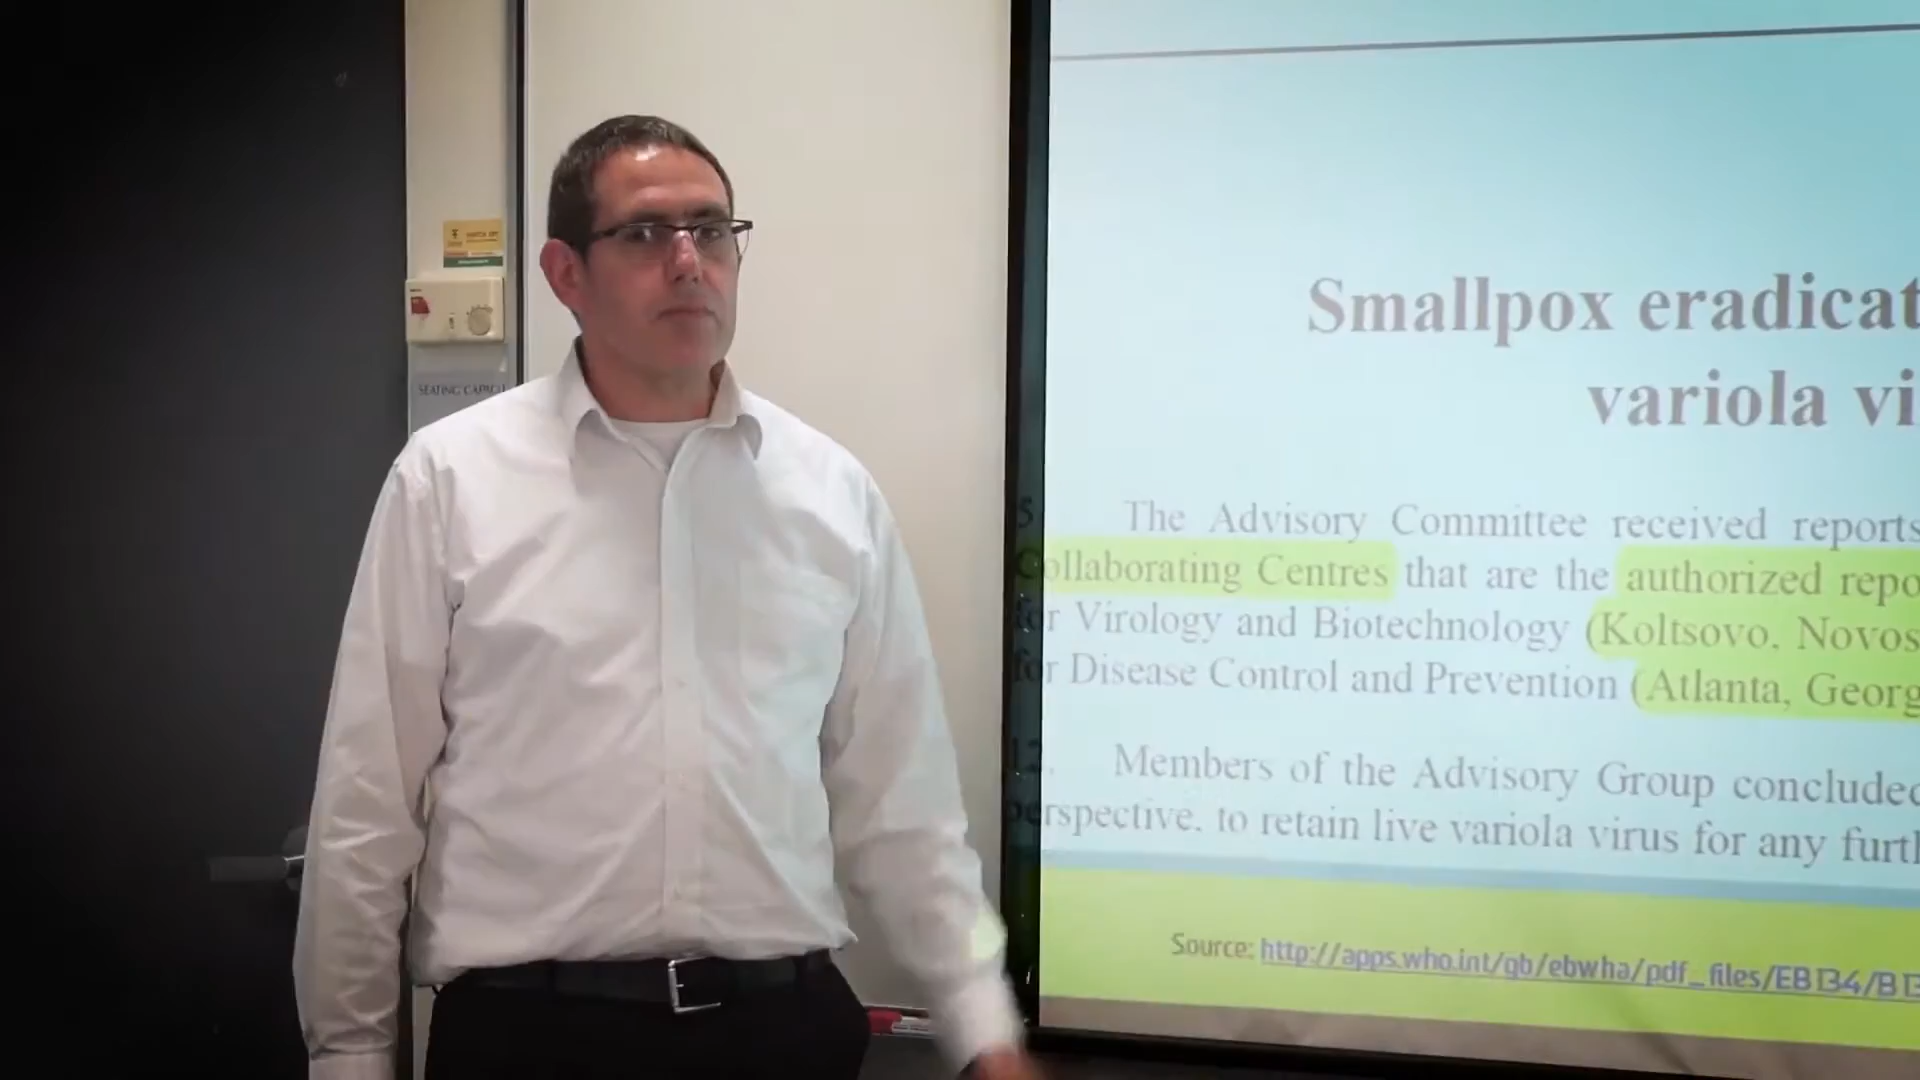 SEATING CAPACI
Smallpox eradicat
variola vi
5. The Advisory Committee received reports
Collaborating Centres that are the authorized repo
for Virology and Biotechnology (Koltsovo, Novos
for Disease Control and Prevention (Atlanta, Georg
12. Members of the Advisory Group concluded
perspective, to retain live variola virus for any furth
Source: http://apps.who.int/gb/ebwha/pdf_files/EB134/B13